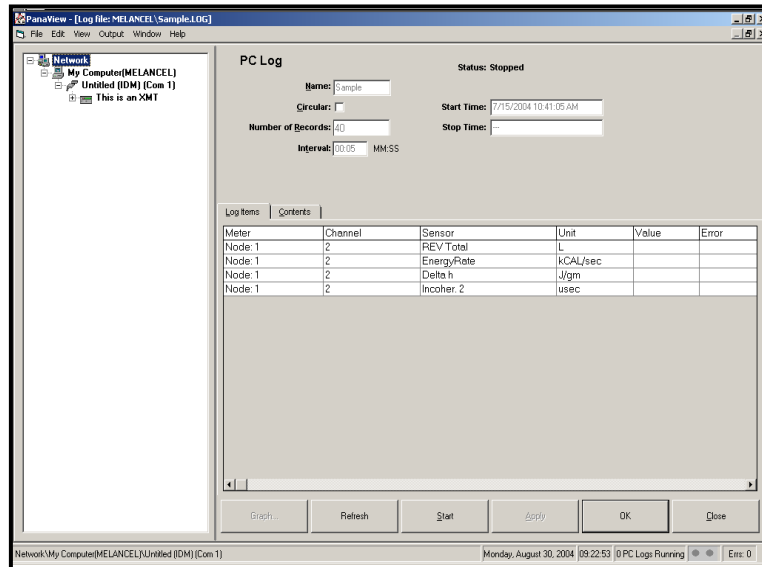 PanaView - [Log file: MELANCEL\Sample.LOG]
File Edit View Output Window Help
Network
My Computer(MELANCEL)
Untitled (IDM) (Com 1)
This is an XMT
PC Log
Status: Stopped
Name: Sample
Circular:
Start Time: 7/15/2004 10:41:05 AM
Number of Records: 40
Stop Time: ---
Interval: 00:05 MM:SS
Log Items Contents
Meter Channel Sensor Unit Value Error
Node: 1 2 REV Total L
Node: 1 2 EnergyRate kCAL/sec
Node: 1 2 Delta h J/gm
Node: 1 2 Incoher. 2 usec
Graph... Refresh Start Apply OK Close
Network\My Computer(MELANCEL)\Untitled (IDM) (Com 1) Monday, August 30, 2004 09:22:53 0 PC Logs Running Errs: 0